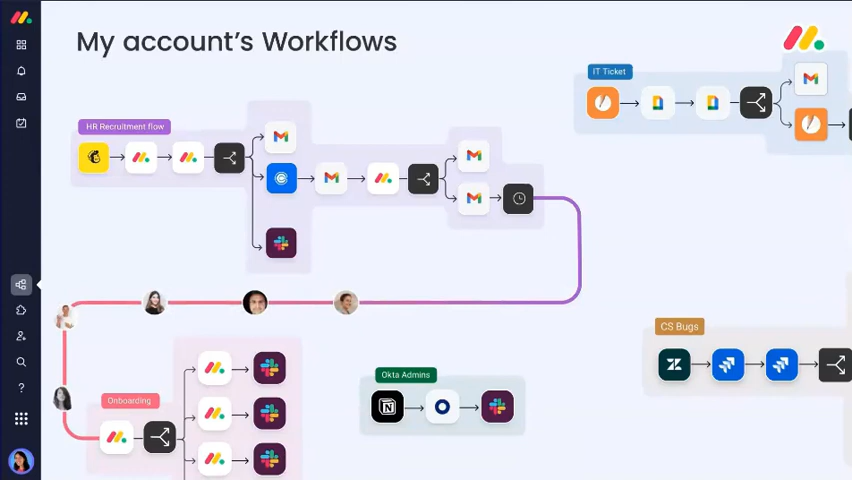 My account's Workflows
IT Ticket
HR Recruitment flow
CS Bugs
Okta Admins
Onboarding